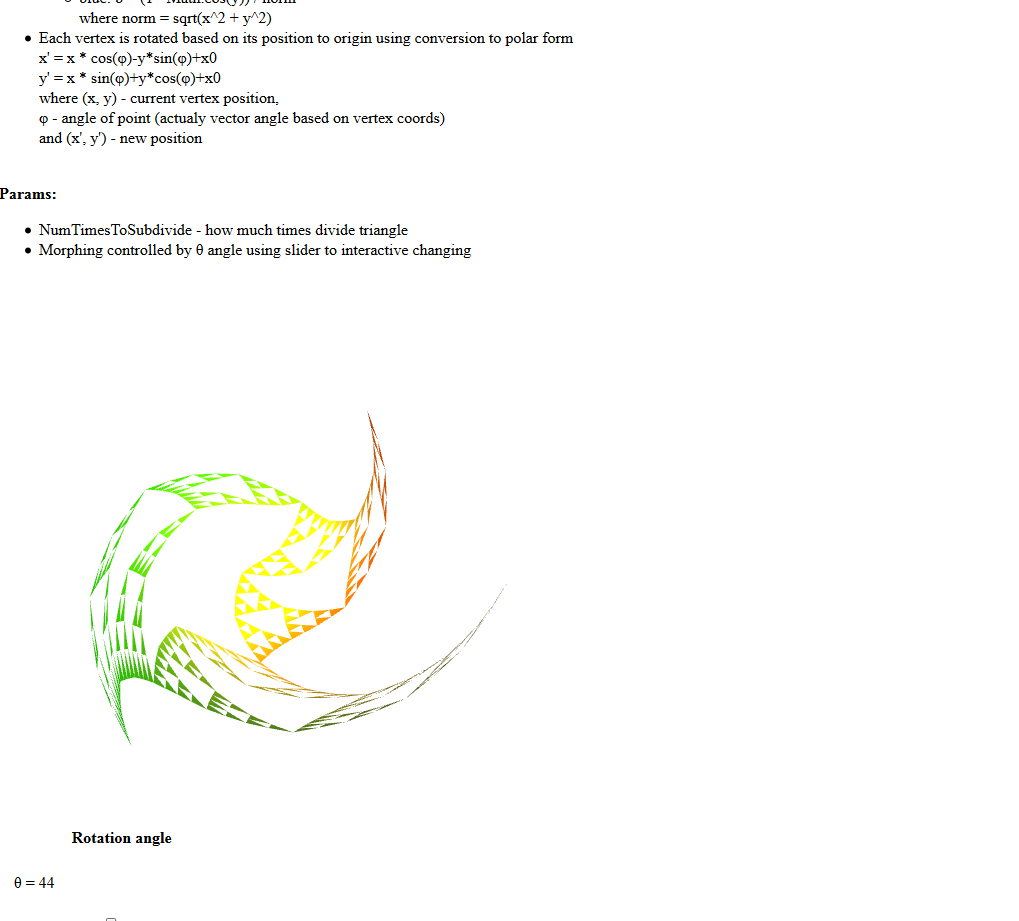 where norm = sqrt(x^2 + y^2)
• Each vertex is rotated based on its position to origin using conversion to polar form
x' = x * cos(φ)-y*sin(φ)+x0
y' = x * sin(φ)+y*cos(φ)+x0
where (x, y) - current vertex position,
φ - angle of point (actualy vector angle based on vertex coords)
and (x', y') - new position
Params:
• NumTimesToSubdivide - how much times divide triangle
• Morphing controlled by θ angle using slider to interactive changing
Rotation angle
θ = 44